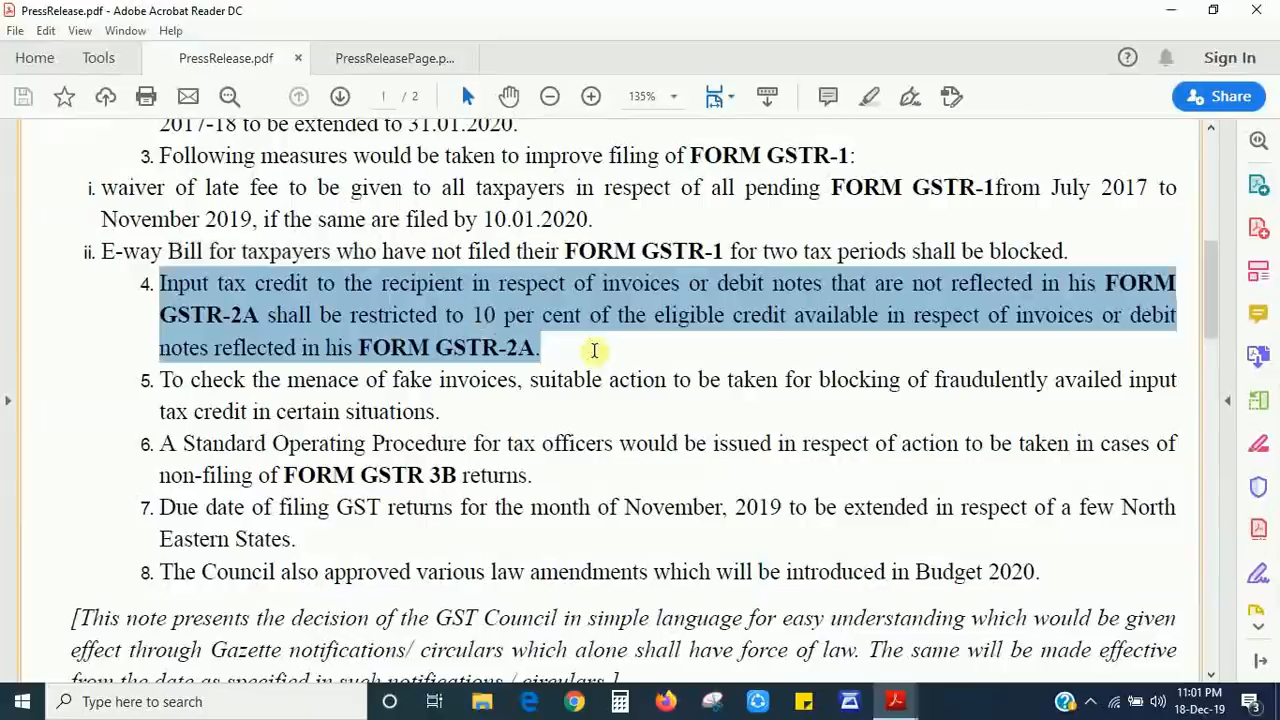 PressRelease.pdf - Adobe Acrobat Reader DC
File Edit View Window Help
Home Tools PressRelease.pdf × PressReleasePage.p... Sign In
1 / 2 135% Share
2017-18 to be extended to 31.01.2020.
3. Following measures would be taken to improve filing of FORM GSTR-1:
i. waiver of late fee to be given to all taxpayers in respect of all pending FORM GSTR-1from July 2017 to
November 2019, if the same are filed by 10.01.2020.
ii. E-way Bill for taxpayers who have not filed their FORM GSTR-1 for two tax periods shall be blocked.
4. Input tax credit to the recipient in respect of invoices or debit notes that are not reflected in his FORM
GSTR-2A shall be restricted to 10 per cent of the eligible credit available in respect of invoices or debit
notes reflected in his FORM GSTR-2A.
5. To check the menace of fake invoices, suitable action to be taken for blocking of fraudulently availed input
tax credit in certain situations.
6. A Standard Operating Procedure for tax officers would be issued in respect of action to be taken in cases of
non-filing of FORM GSTR 3B returns.
7. Due date of filing GST returns for the month of November, 2019 to be extended in respect of a few North
Eastern States.
8. The Council also approved various law amendments which will be introduced in Budget 2020.
[This note presents the decision of the GST Council in simple language for easy understanding which would be given
effect through Gazette notifications/ circulars which alone shall have force of law. The same will be made effective
from the date as specified in such notifications / circulars.]
Type here to search
11:01 PM
18-Dec-19
3